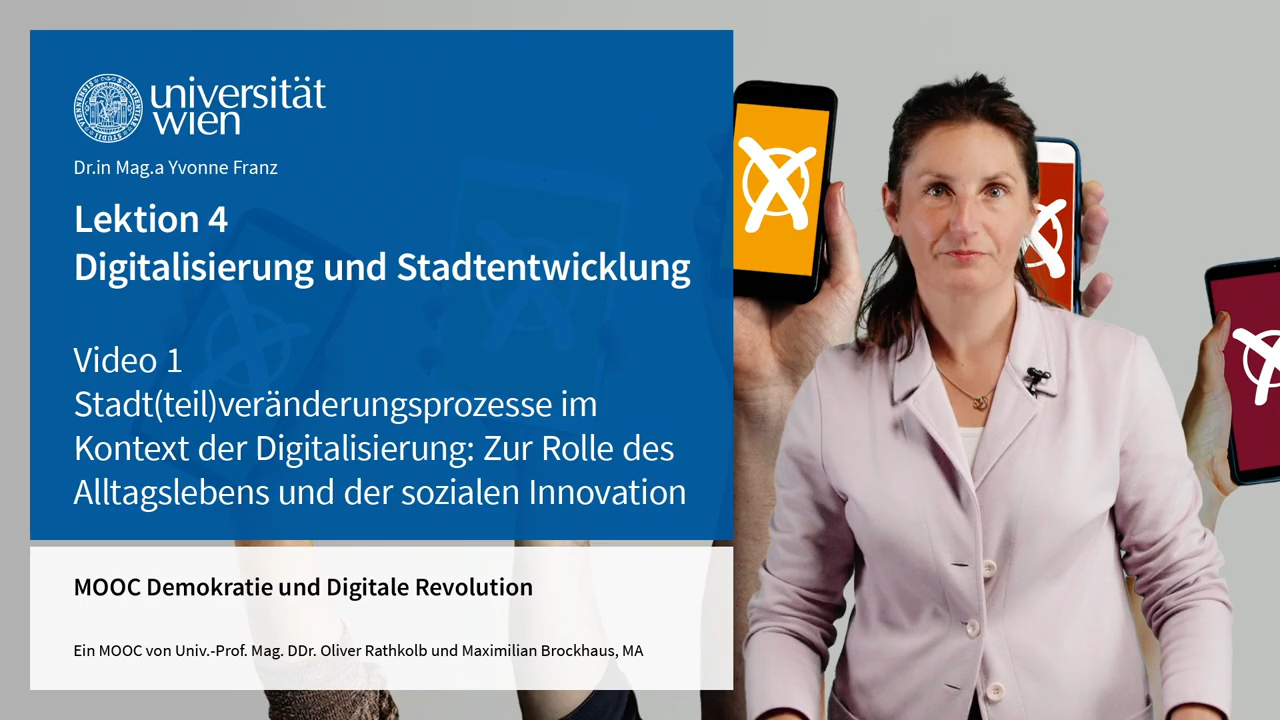 universität
wien
Dr.in Mag.a Yvonne Franz
Lektion 4
Digitalisierung und Stadtentwicklung
Video 1
Stadt(teil)veränderungsprozesse im
Kontext der Digitalisierung: Zur Rolle des
Alltagslebens und der sozialen Innovation
MOOC Demokratie und Digitale Revolution
Ein MOOC von Univ.-Prof. Mag. DDr. Oliver Rathkolb und Maximilian Brockhaus, MA